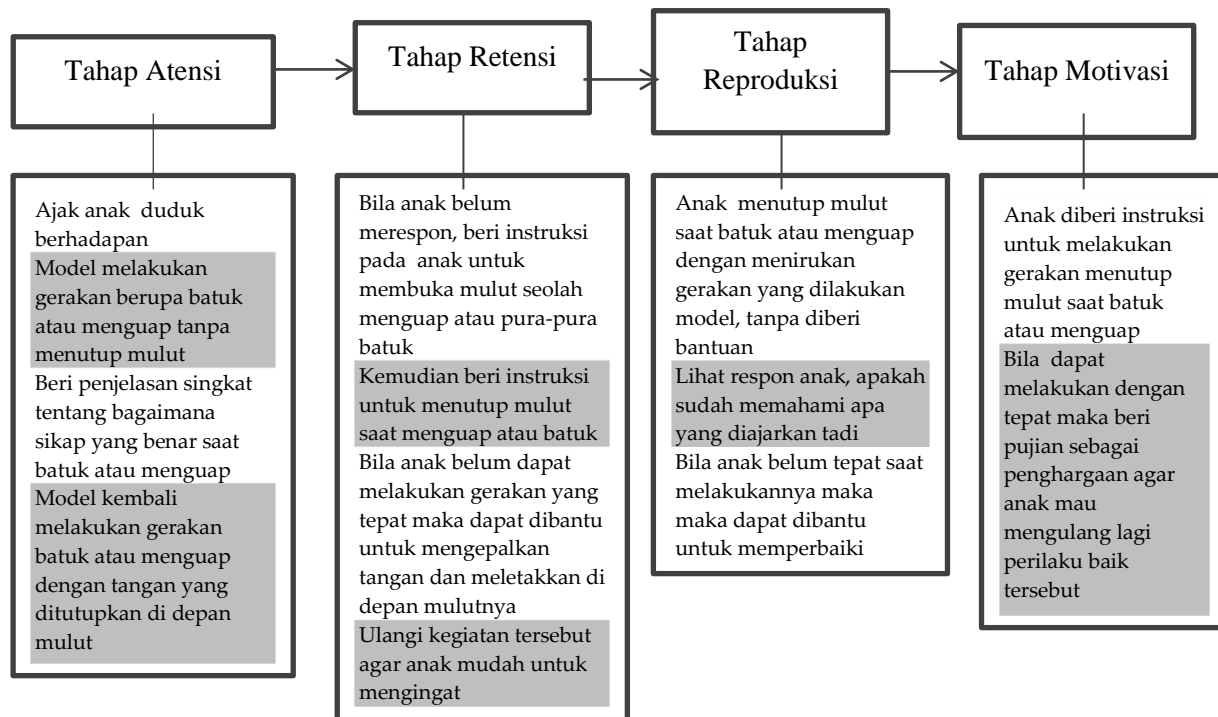 Tahap Atensi
Tahap Retensi
Tahap
Reproduksi
Tahap Motivasi
Ajak anak duduk
berhadapan
Model melakukan
gerakan berupa batuk
atau menguap tanpa
menutup mulut
Beri penjelasan singkat
tentang bagaimana
sikap yang benar saat
batuk atau menguap
Model kembali
melakukan gerakan
batuk atau menguap
dengan tangan yang
ditutupkan di depan
mulut
Bila anak belum
merespon, beri instruksi
pada anak untuk
membuka mulut seolah
menguap atau pura-pura
batuk
Kemudian beri instruksi
untuk menutup mulut
saat menguap atau batuk
Bila anak belum dapat
melakukan gerakan yang
tepat maka dapat dibantu
untuk mengepalkan
tangan dan meletakkan di
depan mulutnya
Ulangi kegiatan tersebut
agar anak mudah untuk
mengingat
Anak menutup mulut
saat batuk atau menguap
dengan menirukan
gerakan yang dilakukan
model, tanpa diberi
bantuan
Lihat respon anak, apakah
sudah memahami apa
yang diajarkan tadi
Bila anak belum tepat saat
melakukannya maka
maka dapat dibantu
untuk memperbaiki
Anak diberi instruksi
untuk melakukan
gerakan menutup
mulut saat batuk
atau menguap
Bila dapat
melakukan dengan
tepat maka beri
pujian sebagai
penghargaan agar
anak mau
mengulang lagi
perilaku baik
tersebut